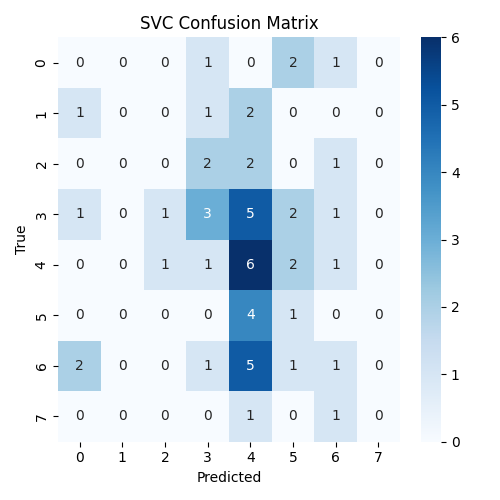 SVC Confusion Matrix
0 0 0 0 1 0 2 1 0
1 1 0 0 1 2 0 0 0
2 0 0 0 2 2 0 1 0
3 1 0 1 3 5 2 1 0
4 0 0 1 1 6 2 1 0
5 0 0 0 0 4 1 0 0
6 2 0 0 1 5 1 1 0
7 0 0 0 0 1 0 1 0
0 1 2 3 4 5 6 7
Predicted
True
6
5
4
3
2
1
0